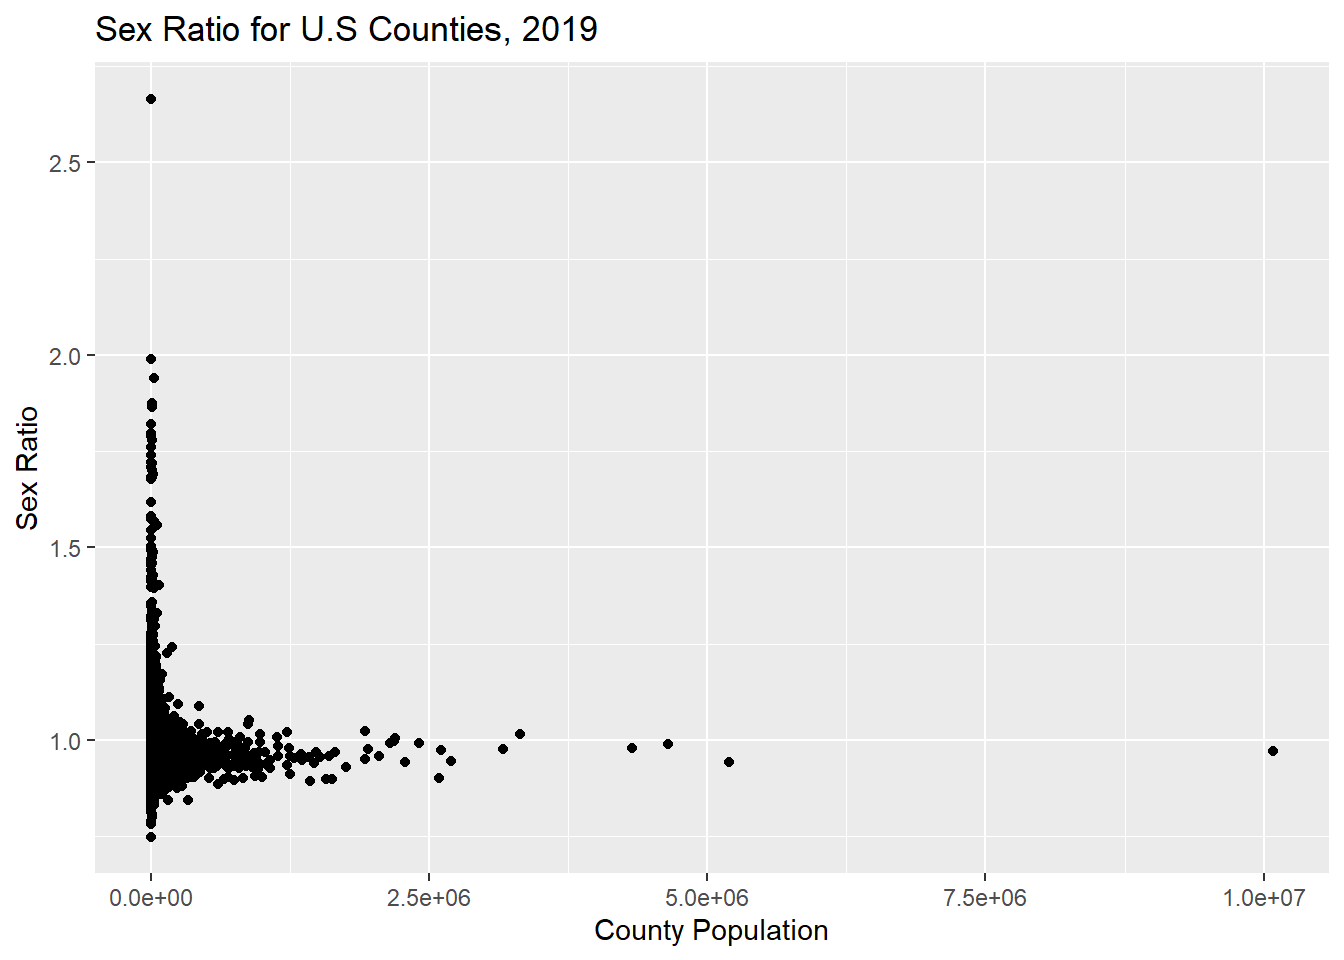 Sex Ratio for U.S Counties, 2019
Sex Ratio
2.5
2.0
1.5
1.0
0.0e+00 2.5e+06 5.0e+06 7.5e+06 1.0e+07
County Population